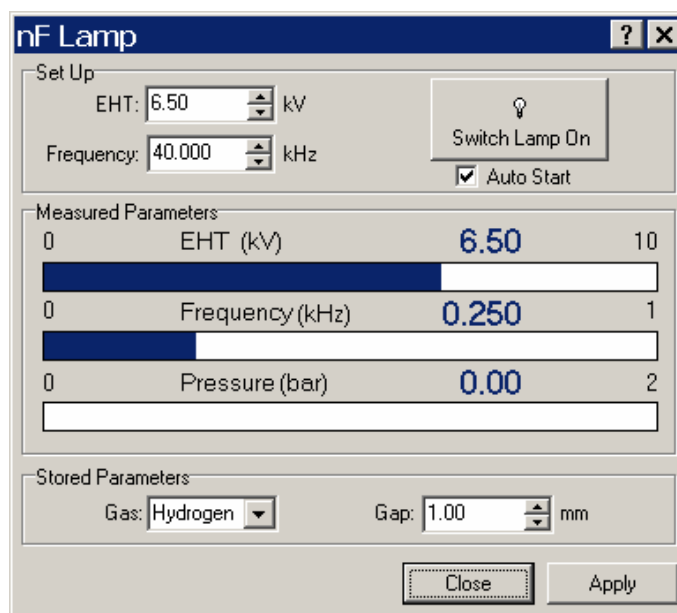 nF Lamp
Set Up
EHT: 6.50 kV
Frequency: 40.000 kHz
Switch Lamp On
Auto Start
Measured Parameters
0 EHT (kV) 6.50 10
0 Frequency (kHz) 0.250 1
0 Pressure (bar) 0.00 2
Stored Parameters
Gas: Hydrogen Gap: 1.00 mm
Close Apply